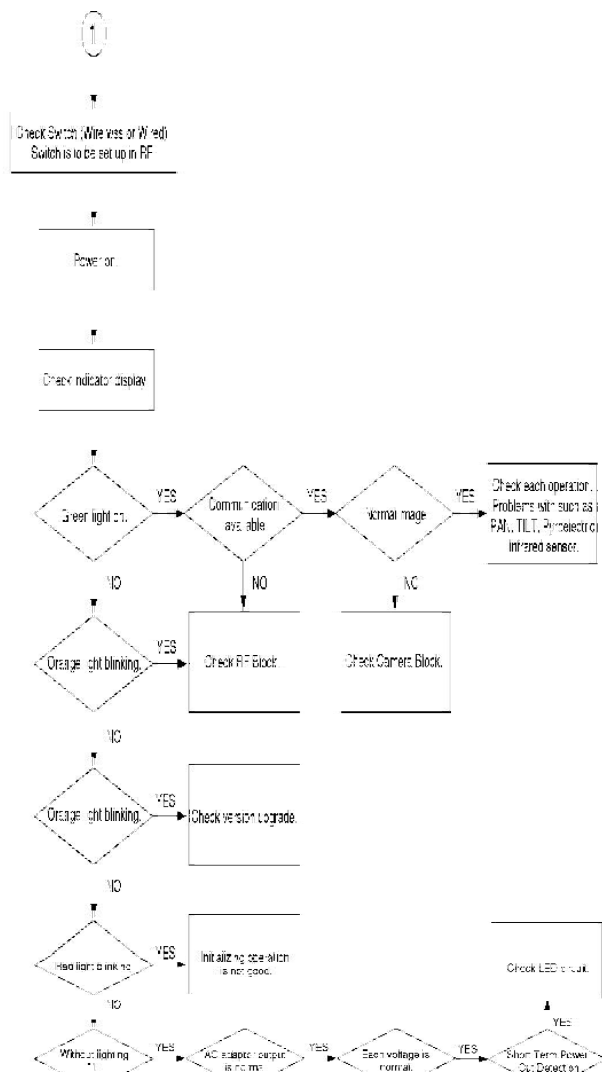 1
Check Switch (Wireless or Wired)
Switch is to be set up in RF
Power on.
Check indicator display
Green light on.
YES
Communication
available
YES
Normal image
YES
Check each operation.
Problems with such as
PAN, TILT, Pyroelectric
infrared sensor.
NO
NO
NO
Orange light blinking.
YES
Check RF Block.
Check Camera Block.
NO
Orange light blinking.
YES
Check version upgrade.
NO
Red light blinking
YES
Initializing operation
is not good.
Check LED circuit.
NO
YES
Without lighting
YES
AC adaptor output
is normal.
YES
Each voltage is
normal.
YES
Short Term Power
Cut Detection